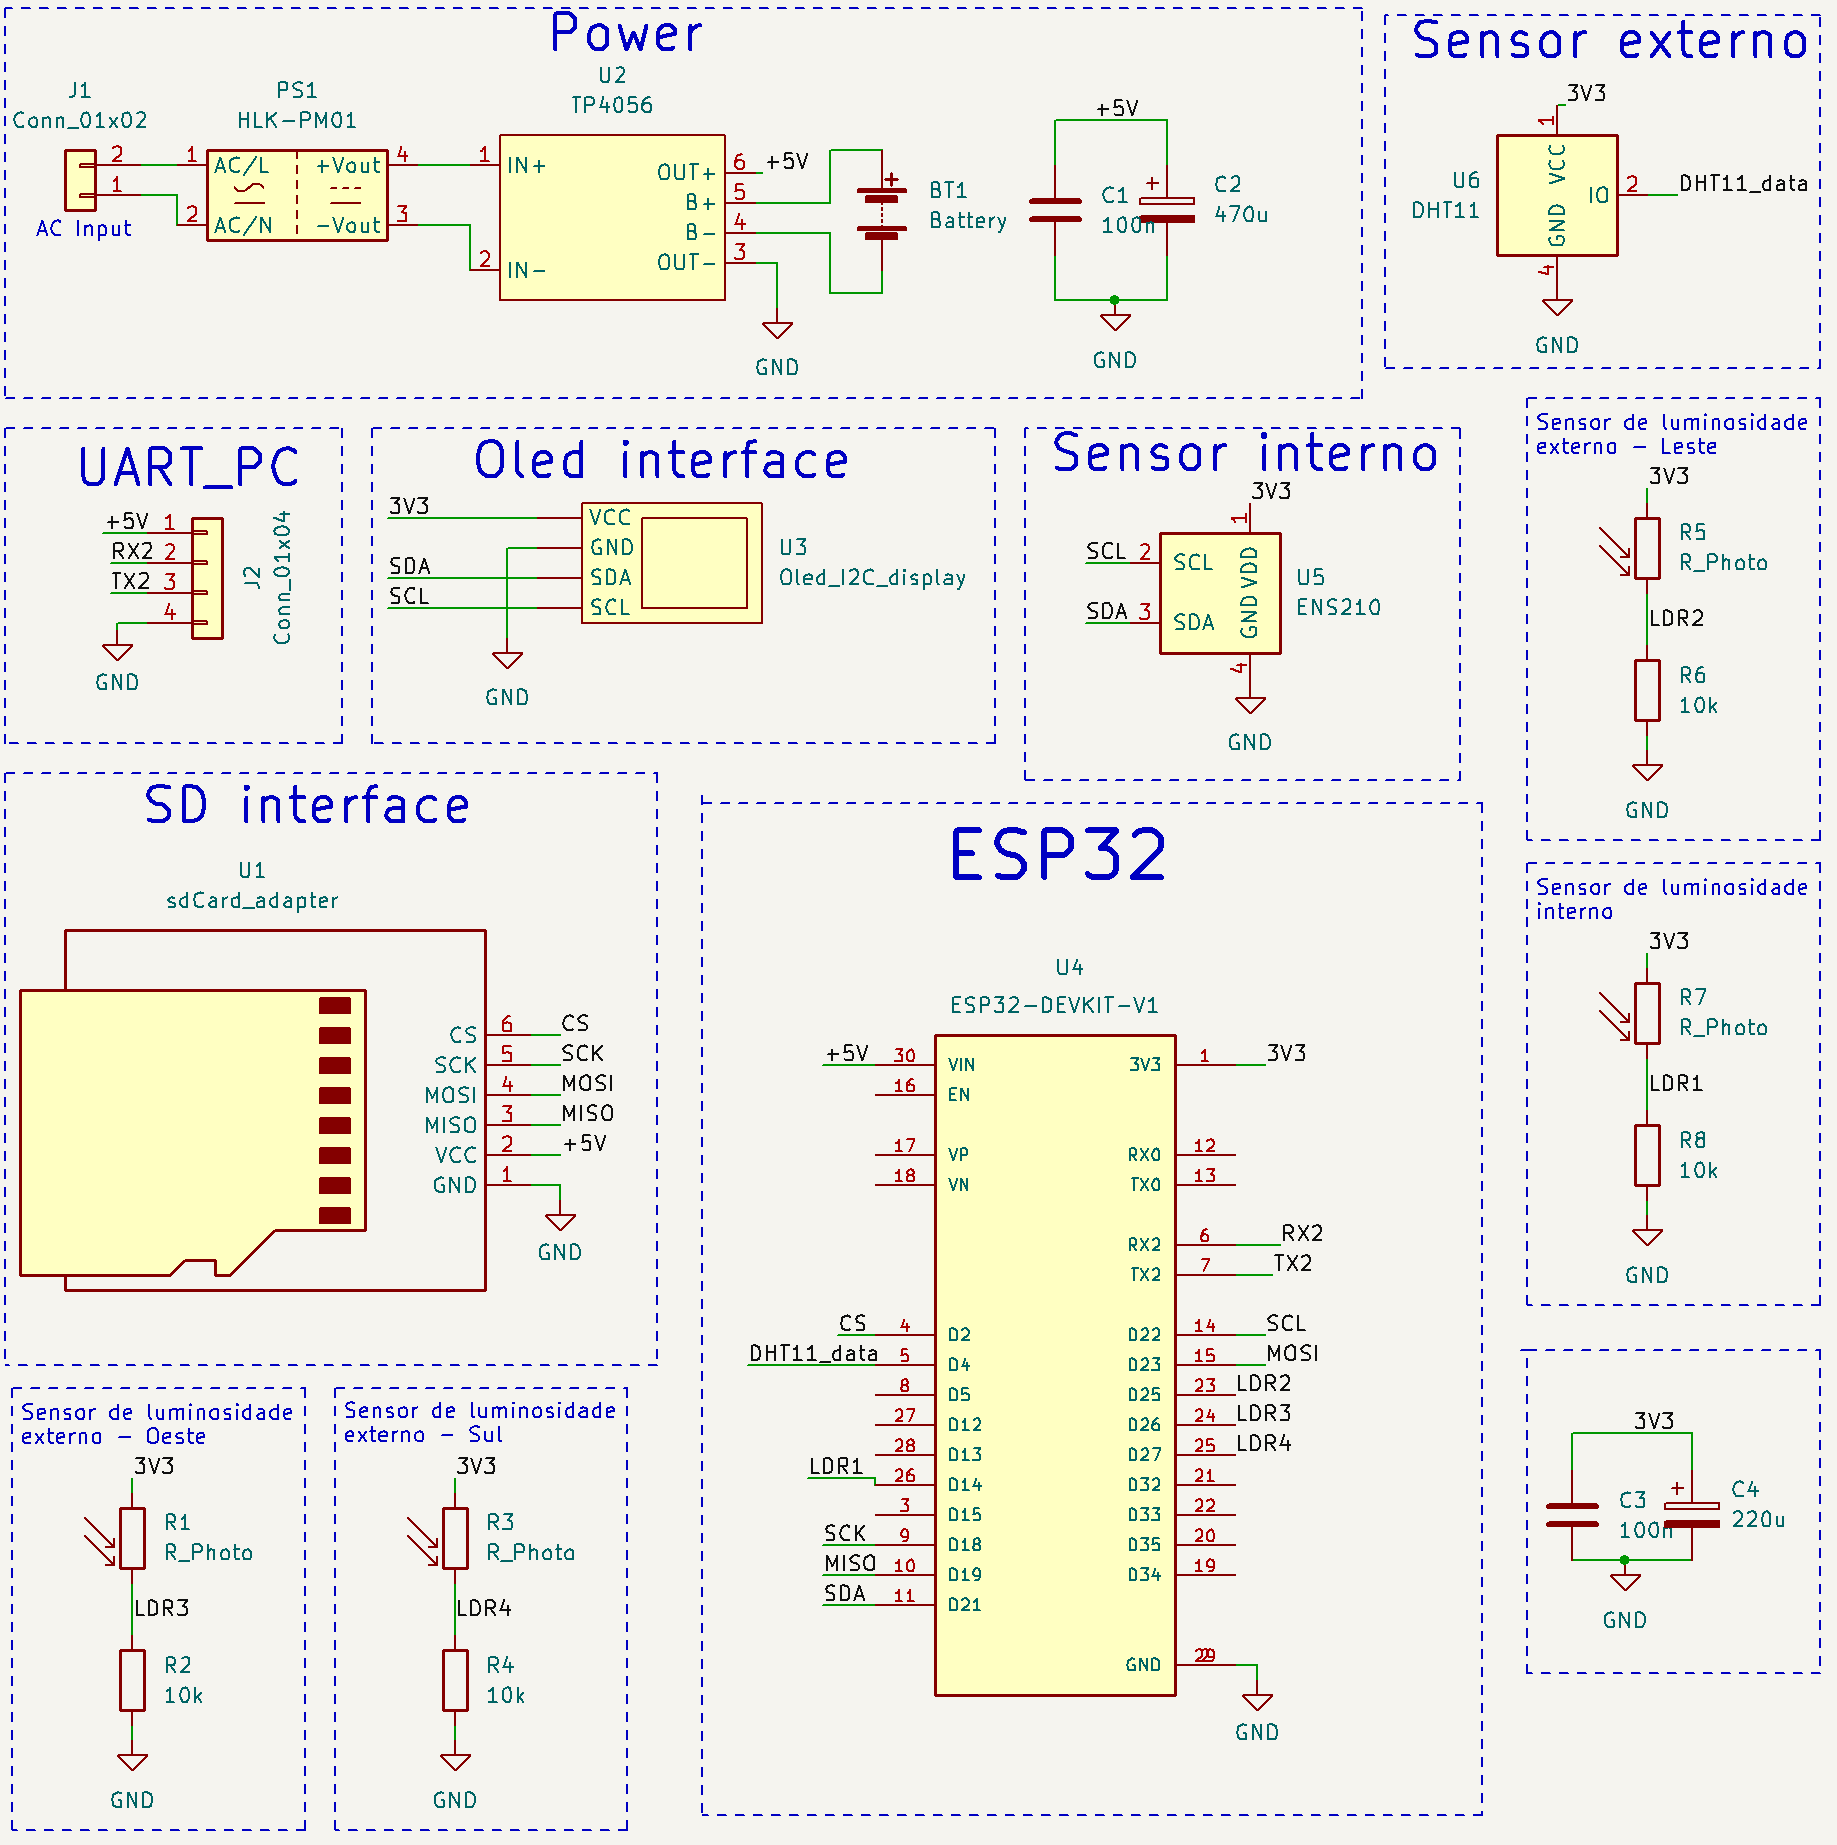 Power
J1
Conn_01x02
2
1
AC Input
PS1
HLK-PM01
1
AC/L
+Vout
4
2
AC/N
-Vout
3
U2
TP4056
1
IN+
2
IN-
OUT+
6
+5V
B+
5
B-
4
OUT-
3
GND
BT1
Battery
+5V
C1
100n
C2
470u
GND
Sensor externo
3V3
1
VCC
U6
DHT11
IO
2
DHT11_data
GND
4
GND
UART_PC
+5V
1
RX2
2
TX2
3
4
GND
J2
Conn_01x04
Oled interface
3V3
VCC
GND
SDA
SDA
SCL
SCL
U3
Oled_I2C_display
GND
Sensor interno
3V3
1
SCL
2
SCL
VDD
SDA
3
SDA
GND
U5
ENS210
4
GND
Sensor de luminosidade
externo - Leste
3V3
R5
R_Photo
LDR2
R6
10k
GND
SD interface
U1
sdCard_adapter
CS
6
CS
SCK
5
SCK
MOSI
4
MOSI
MISO
3
MISO
VCC
2
+5V
GND
1
GND
ESP32
U4
ESP32-DEVKIT-V1
+5V
30
VIN
16
EN
17
VP
18
VN
CS
4
D2
DHT11_data
5
D4
8
D5
27
D12
28
D13
LDR1
26
D14
3
D15
SCK
9
D18
MISO
10
D19
SDA
11
D21
3V3
1
3V3
RX0
12
TX0
13
RX2
6
RX2
TX2
7
TX2
D22
14
SCL
D23
15
MOSI
D25
23
LDR2
D26
24
LDR3
D27
25
LDR4
D32
21
D33
22
D35
20
D34
19
GND
GND
Sensor de luminosidade
interno
3V3
R7
R_Photo
LDR1
R8
10k
GND
3V3
C3
100n
C4
220u
GND
Sensor de luminosidade
externo - Oeste
3V3
R1
R_Photo
LDR3
R2
10k
GND
Sensor de luminosidade
externo - Sul
3V3
R3
R_Photo
LDR4
R4
10k
GND